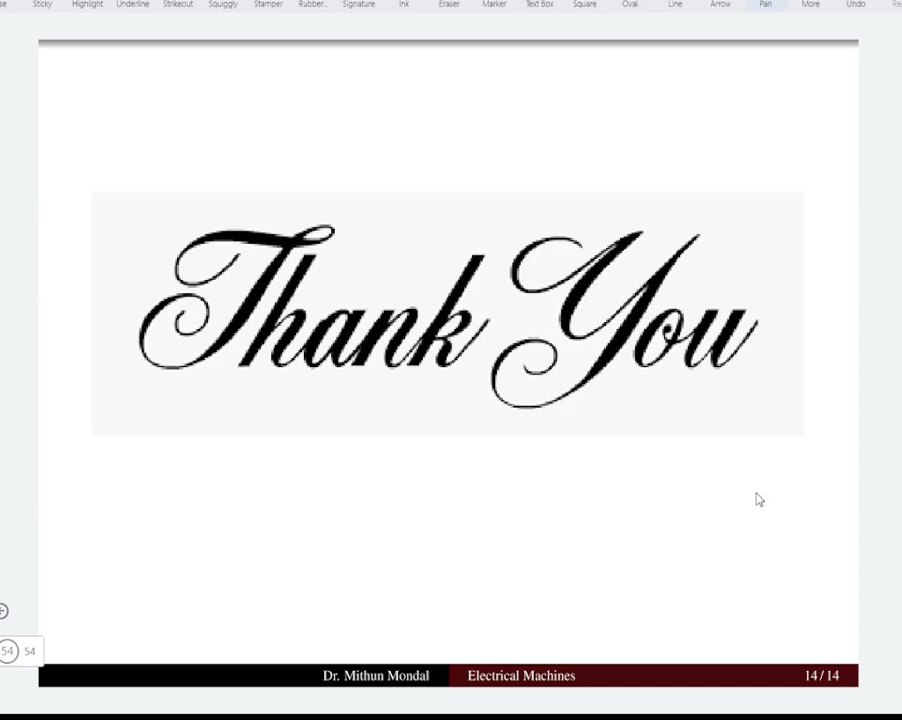 Sticky Highlight Underline Strikeout Squiggly Stamper Rubber... Signature Ink Eraser Marker Text Box Square Oval Line Arrow Pan More Undo
Thank You
54 54
Dr. Mithun Mondal Electrical Machines 14 / 14